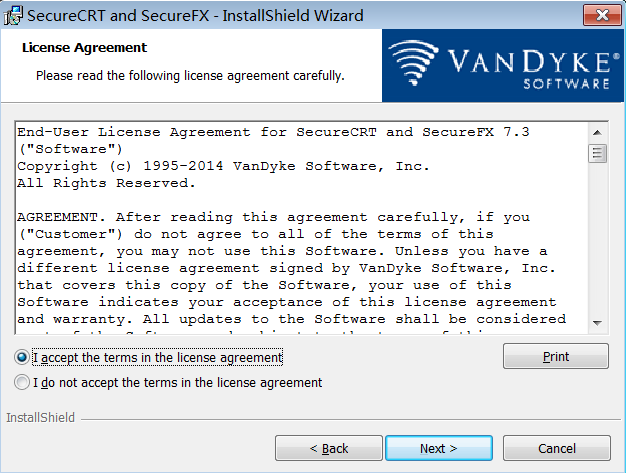 SecureCRT and SecureFX - InstallShield Wizard
License Agreement
Please read the following license agreement carefully.
VANDYKE®
SOFTWARE
End-User License Agreement for SecureCRT and SecureFX 7.3
("Software")
Copyright (c) 1995-2014 VanDyke Software, Inc.
All Rights Reserved.
AGREEMENT. After reading this agreement carefully, if you
("Customer") do not agree to all of the terms of this
agreement, you may not use this Software. Unless you have a
different license agreement signed by VanDyke Software, Inc.
that covers this copy of the Software, your use of this
Software indicates your acceptance of this license agreement
and warranty. All updates to the Software shall be considered
I accept the terms in the license agreement
Print
I do not accept the terms in the license agreement
InstallShield
< Back
Next >
Cancel